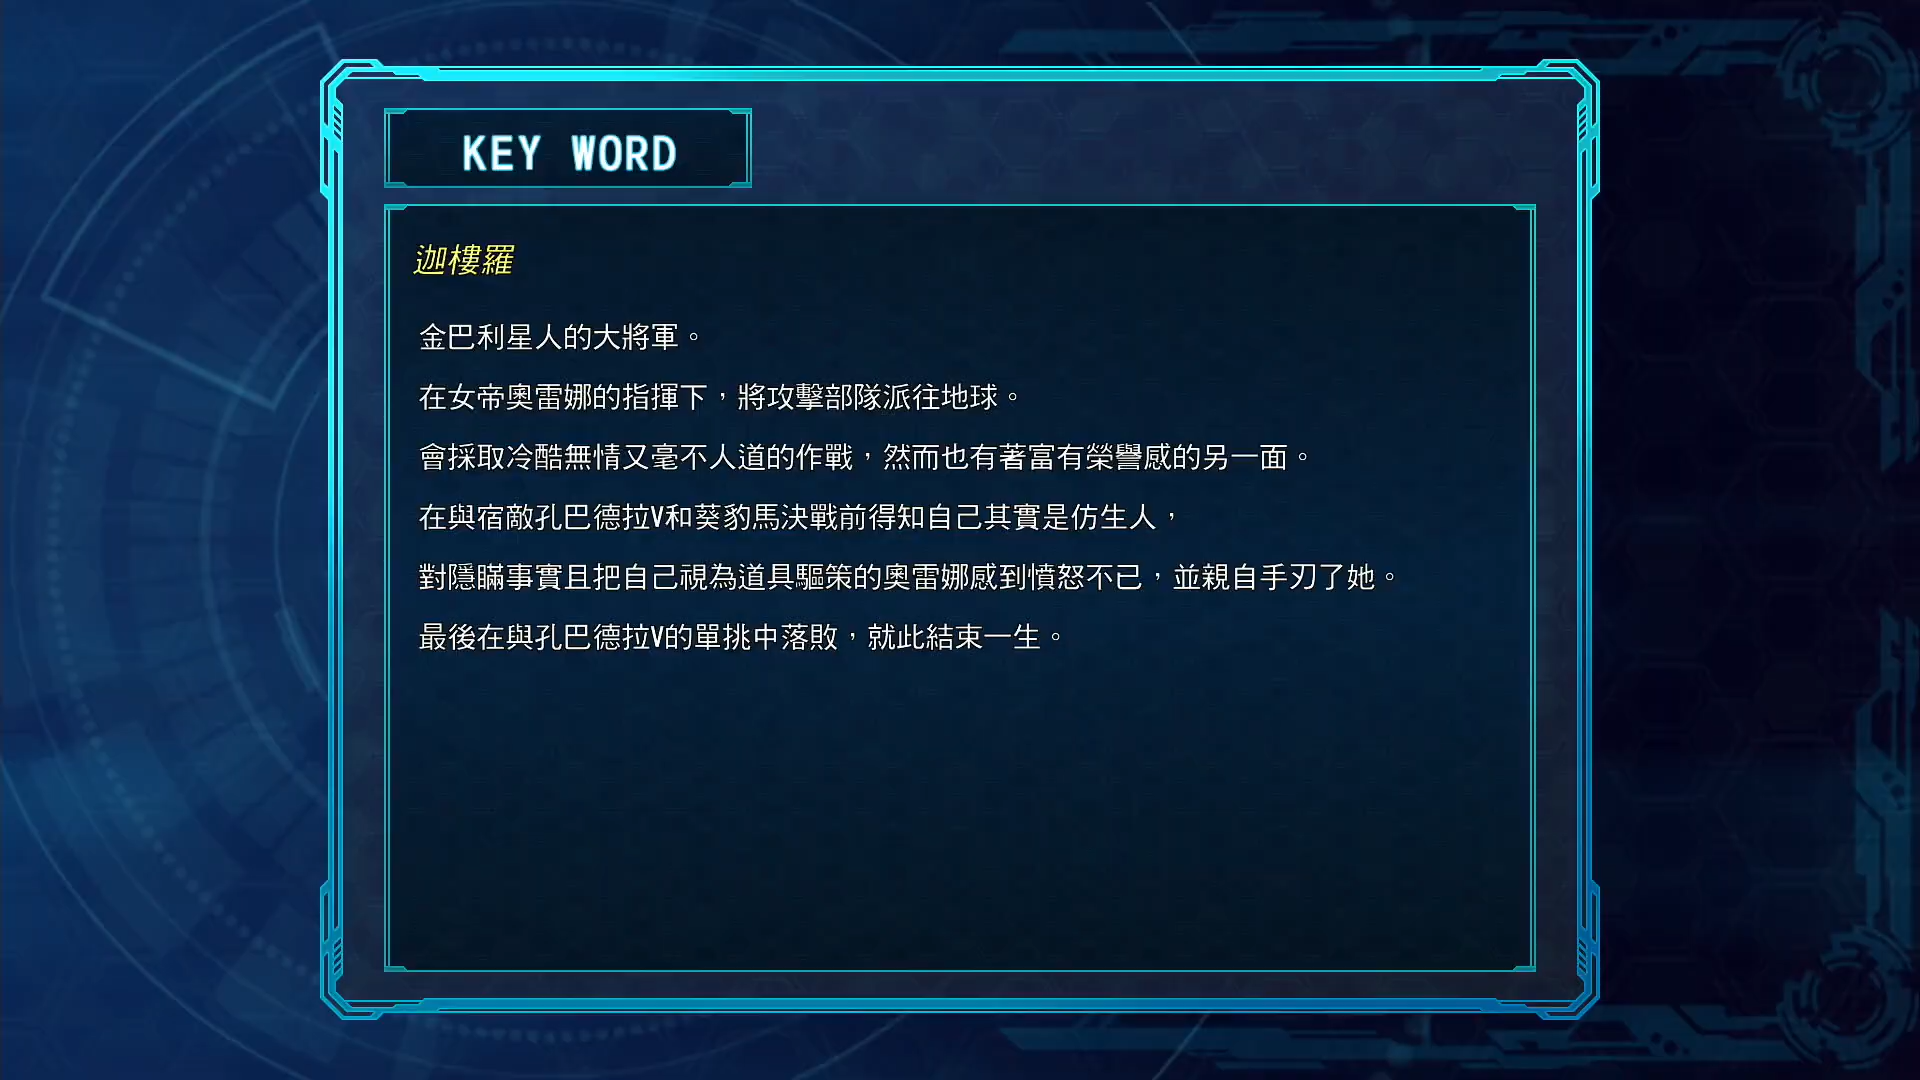 KEY WORD
迦樓羅
金巴利星人的大將軍。
在女帝奧雷娜的指揮下，將攻擊部隊派往地球。
會採取冷酷無情又毫不人道的作戰，然而也有著富有榮譽感的另一面。
在與宿敵孔巴德拉V和葵豹馬決戰前得知自己其實是仿生人，
對隱瞞事實且把自己視為道具驅策的奧雷娜感到憤怒不已，並親自手刃了她。
最後在與孔巴德拉V的單挑中落敗，就此結束一生。